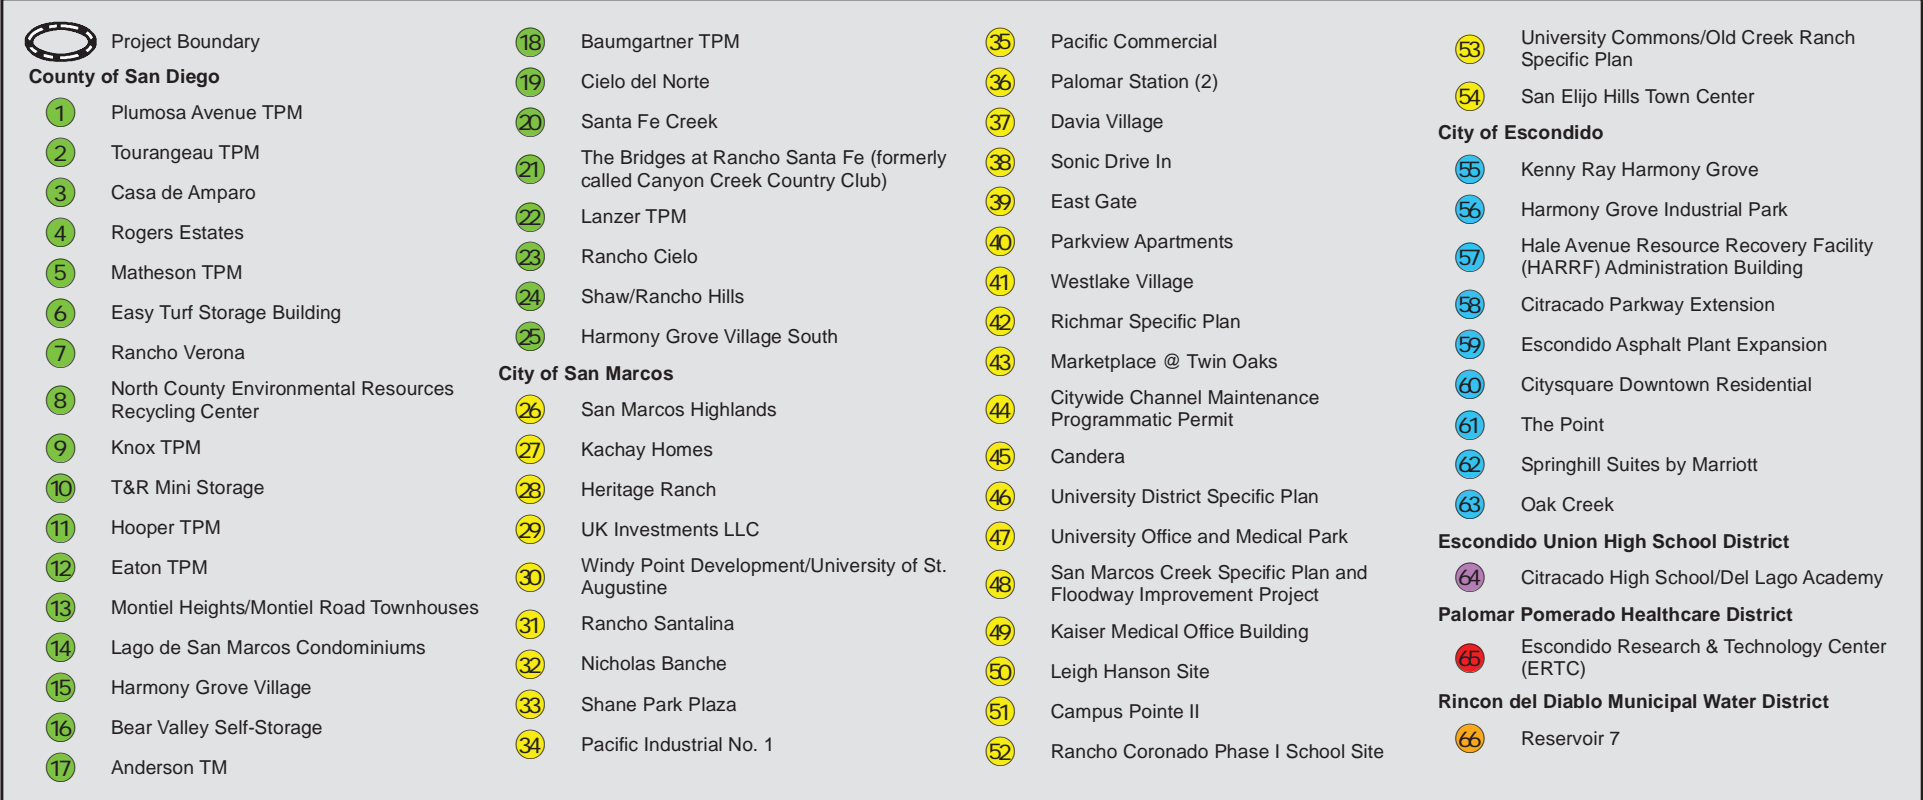 Project Boundary
County of San Diego
1 Plumosa Avenue TPM
2 Tourangeau TPM
3 Casa de Amparo
4 Rogers Estates
5 Matheson TPM
6 Easy Turf Storage Building
7 Rancho Verona
8 North County Environmental Resources
Recycling Center
9 Knox TPM
10 T&R Mini Storage
11 Hooper TPM
12 Eaton TPM
13 Montiel Heights/Montiel Road Townhouses
14 Lago de San Marcos Condominiums
15 Harmony Grove Village
16 Bear Valley Self-Storage
17 Anderson TM
18 Baumgartner TPM
19 Cielo del Norte
20 Santa Fe Creek
21 The Bridges at Rancho Santa Fe (formerly
called Canyon Creek Country Club)
22 Lanzer TPM
23 Rancho Cielo
24 Shaw/Rancho Hills
25 Harmony Grove Village South
City of San Marcos
26 San Marcos Highlands
27 Kachay Homes
28 Heritage Ranch
29 UK Investments LLC
30 Windy Point Development/University of St.
Augustine
31 Rancho Santalina
32 Nicholas Banche
33 Shane Park Plaza
34 Pacific Industrial No. 1
35 Pacific Commercial
36 Palomar Station (2)
37 Davia Village
38 Sonic Drive In
39 East Gate
40 Parkview Apartments
41 Westlake Village
42 Richmar Specific Plan
43 Marketplace @ Twin Oaks
44 Citywide Channel Maintenance
Programmatic Permit
45 Candera
46 University District Specific Plan
47 University Office and Medical Park
48 San Marcos Creek Specific Plan and
Floodway Improvement Project
49 Kaiser Medical Office Building
50 Leigh Hanson Site
51 Campus Pointe II
52 Rancho Coronado Phase I School Site
53 University Commons/Old Creek Ranch
Specific Plan
54 San Elijo Hills Town Center
City of Escondido
55 Kenny Ray Harmony Grove
56 Harmony Grove Industrial Park
57 Hale Avenue Resource Recovery Facility
(HARRF) Administration Building
58 Citracado Parkway Extension
59 Escondido Asphalt Plant Expansion
60 Citysquare Downtown Residential
61 The Point
62 Springhill Suites by Marriott
63 Oak Creek
Escondido Union High School District
64 Citracado High School/Del Lago Academy
Palomar Pomerado Healthcare District
65 Escondido Research & Technology Center
(ERTC)
Rincon del Diablo Municipal Water District
66 Reservoir 7